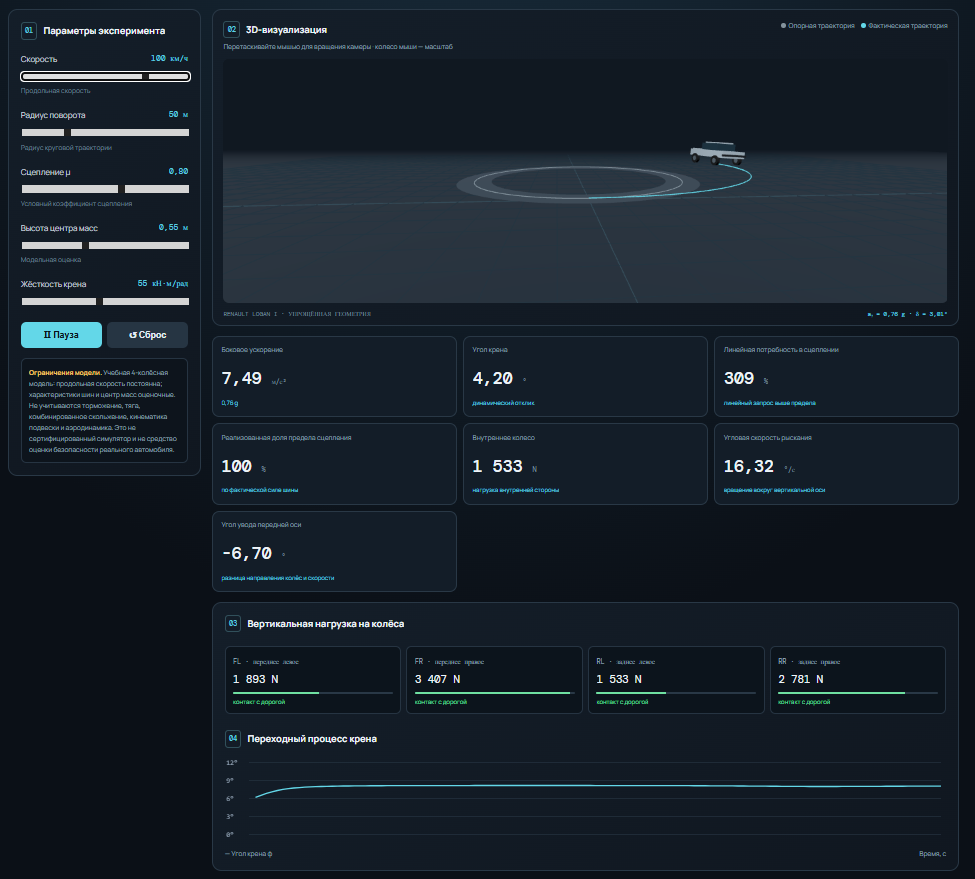 01 Параметры эксперимента
Скорость 100 км/ч
Продольная скорость
Радиус поворота 50 м
Радиус круговой траектории
Сцепление μ 0,80
Условный коэффициент сцепления
Высота центра масс 0,55 м
Модельная оценка
Жёсткость крена 55 кН·м/рад
Пауза
↺ Сброс
Ограничения модели. Учебная 4-колёсная
модель: продольная скорость постоянна;
характеристики шин и центр масс оценочные.
Не учитываются торможение, тяга,
комбинированное скольжение, кинематика
подвески и аэродинамика. Это не
сертифицированный симулятор и не средство
оценки безопасности реального автомобиля.
02 3D-визуализация
Опорная траектория
Фактическая траектория
Перетаскивайте мышью для вращения камеры · колесо мыши — масштаб
RENAULT LOGAN I · УПРОЩЁННАЯ ГЕОМЕТРИЯ
= 0,76 g · δ = 3,01°
Боковое ускорение
7,49 м/с²
0,76 g
Угол крена
4,20 °
динамический отклик
Линейная потребность в сцеплении
309 %
линейный запрос выше предела
Реализованная доля предела сцепления
100 %
по фактической силе шины
Внутреннее колесо
1 533 N
нагрузка внутренней стороны
Угловая скорость рыскания
16,32 °/с
вращение вокруг вертикальной оси
Угол увода передней оси
-6,70 °
разница направления колёс и скорости
03 Вертикальная нагрузка на колёса
FL · переднее левое
1 893 N
контакт с дорогой
FR · переднее правое
3 407 N
контакт с дорогой
RL · заднее левое
1 533 N
контакт с дорогой
RR · заднее правое
2 781 N
контакт с дорогой
04 Переходный процесс крена
12°
9°
6°
3°
0°
— Угол крена ϕ
Время, с